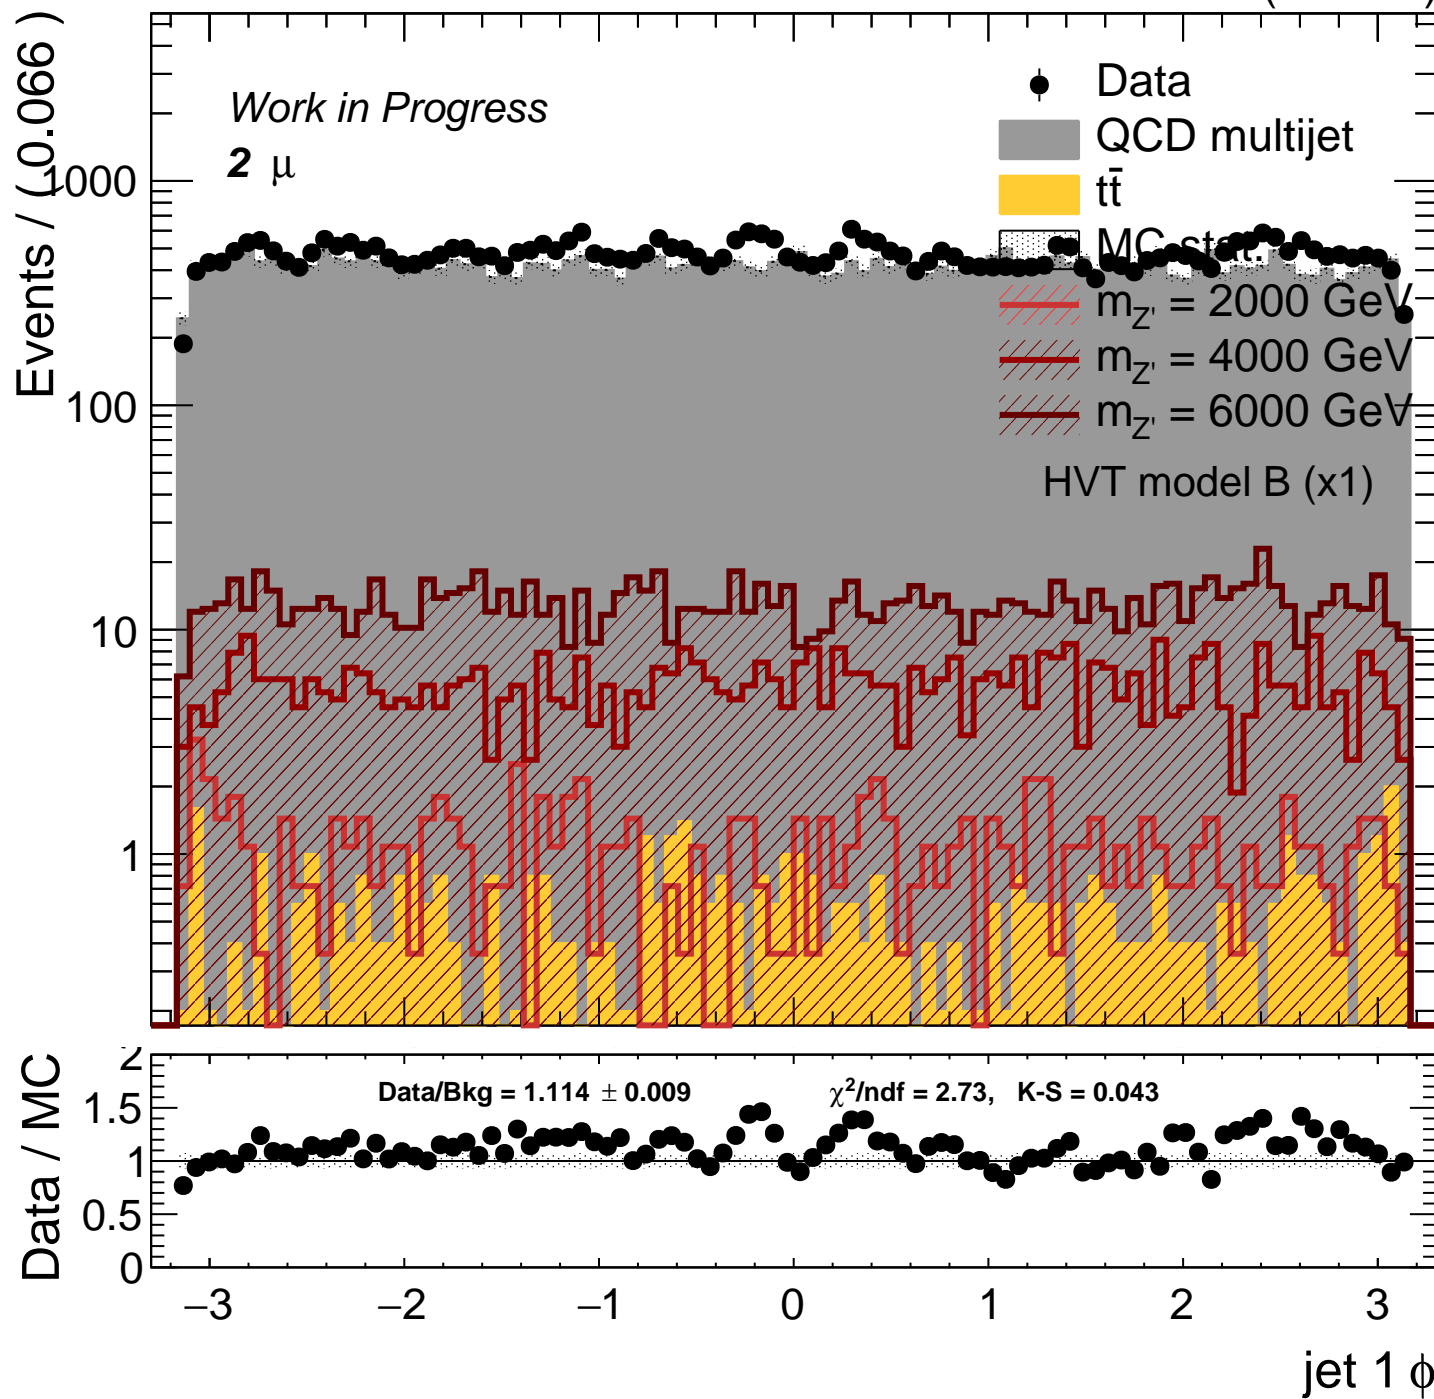 Events / ( 0.066 )
1000
100
10
1
Work in Progress
2 μ
Data
QCD multijet
tt̄
MC stat.
m_Z' = 2000 GeV
m_Z' = 4000 GeV
m_Z' = 6000 GeV
HVT model B (x1)
Data / MC
2
1.5
1
0.5
0
Data/Bkg = 1.114 ± 0.009
χ²/ndf = 2.73, K-S = 0.043
−3 −2 −1 0 1 2 3
jet 1 ϕ